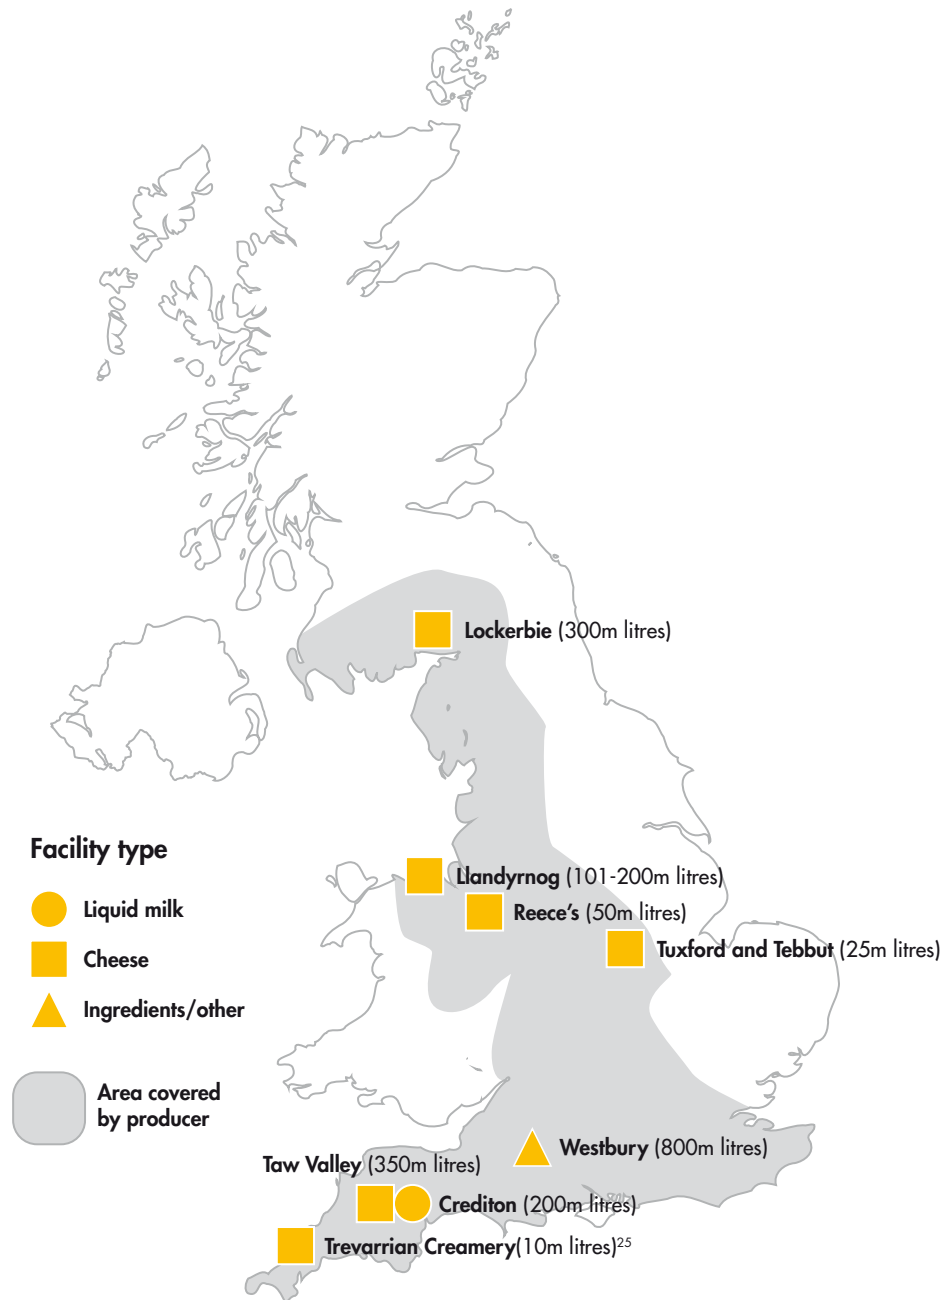 Lockerbie (300m litres)
Facility type
Liquid milk
Cheese
Ingredients/other
Area covered
by producer
Llandyrnog (101-200m litres)
Reece's (50m litres)
Tuxford and Tebbut (25m litres)
Westbury (800m litres)
Taw Valley (350m litres)
Crediton (200m litres)
Trevarrian Creamery(10m litres)25